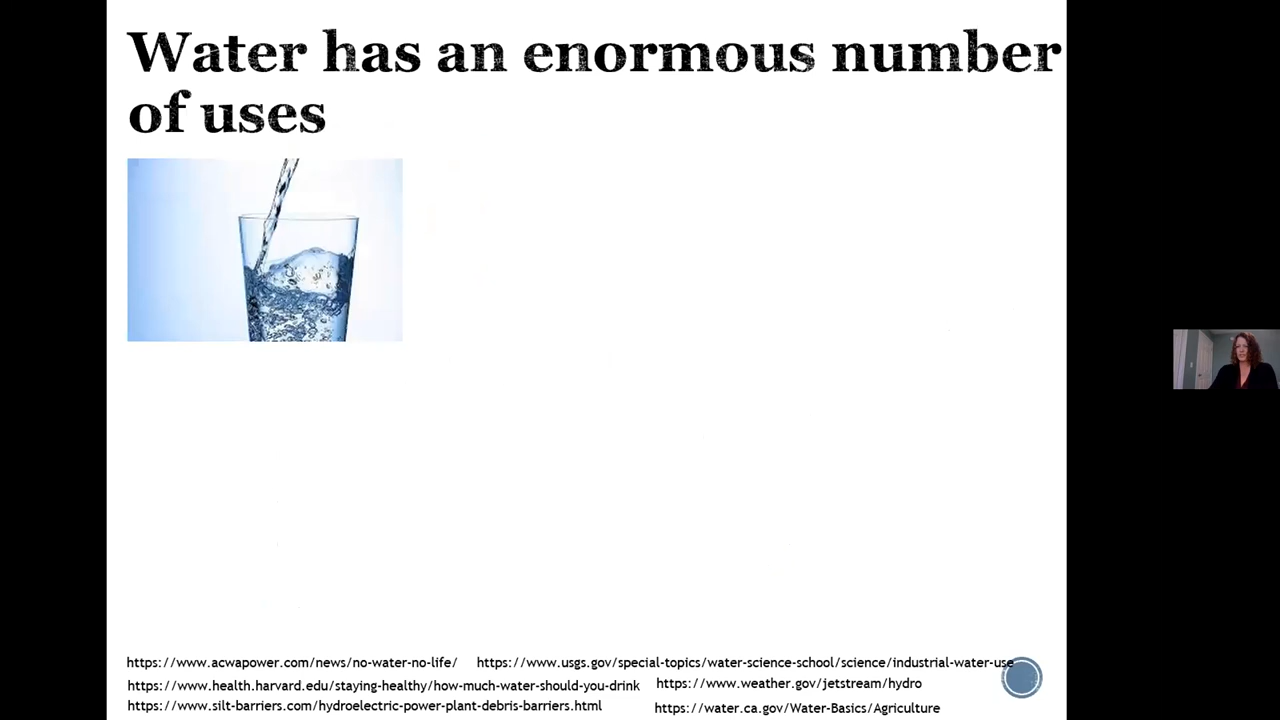 Water has an enormous number
of uses
https://www.acwapower.com/news/no-water-no-life/ https://www.usgs.gov/special-topics/water-science-school/science/industrial-water-use
https://www.health.harvard.edu/staying-healthy/how-much-water-should-you-drink https://www.weather.gov/jetstream/hydro
https://www.silt-barriers.com/hydroelectric-power-plant-debris-barriers.html https://water.ca.gov/Water-Basics/Agriculture